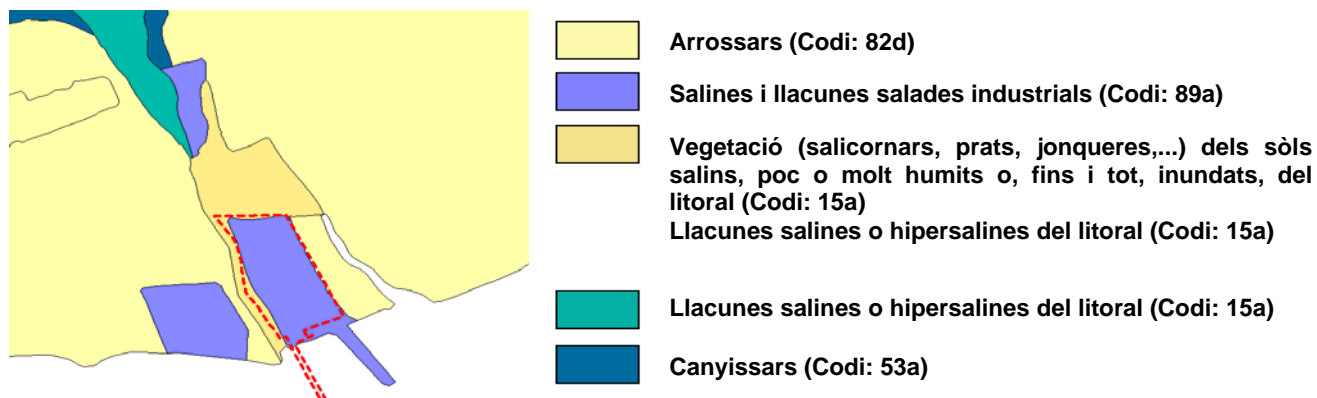 Arrossars (Codi: 82d)
Salines i llacunes salades industrials (Codi: 89a)
Vegetació (salicornars, prats, jonqueres,...) dels sòls
salins, poc o molt humits o, fins i tot, inundats, del
litoral (Codi: 15a)
Llacunes salines o hipersalines del litoral (Codi: 15a)
Llacunes salines o hipersalines del litoral (Codi: 15a)
Canyissars (Codi: 53a)